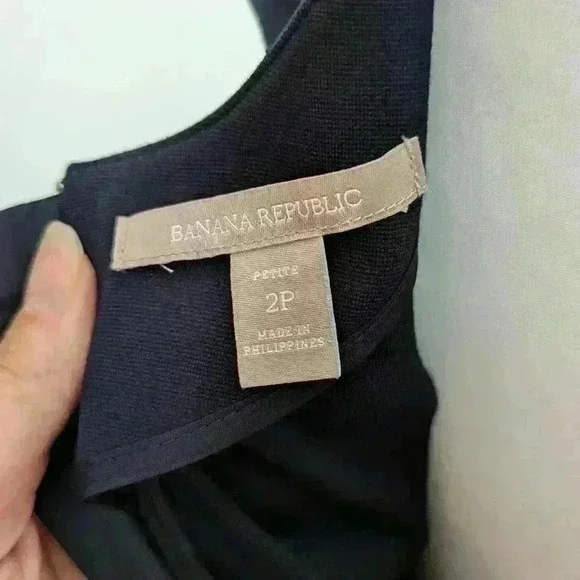 BANANA REPUBLIC
PETITE
2P
MADE IN
PHILIPPINES